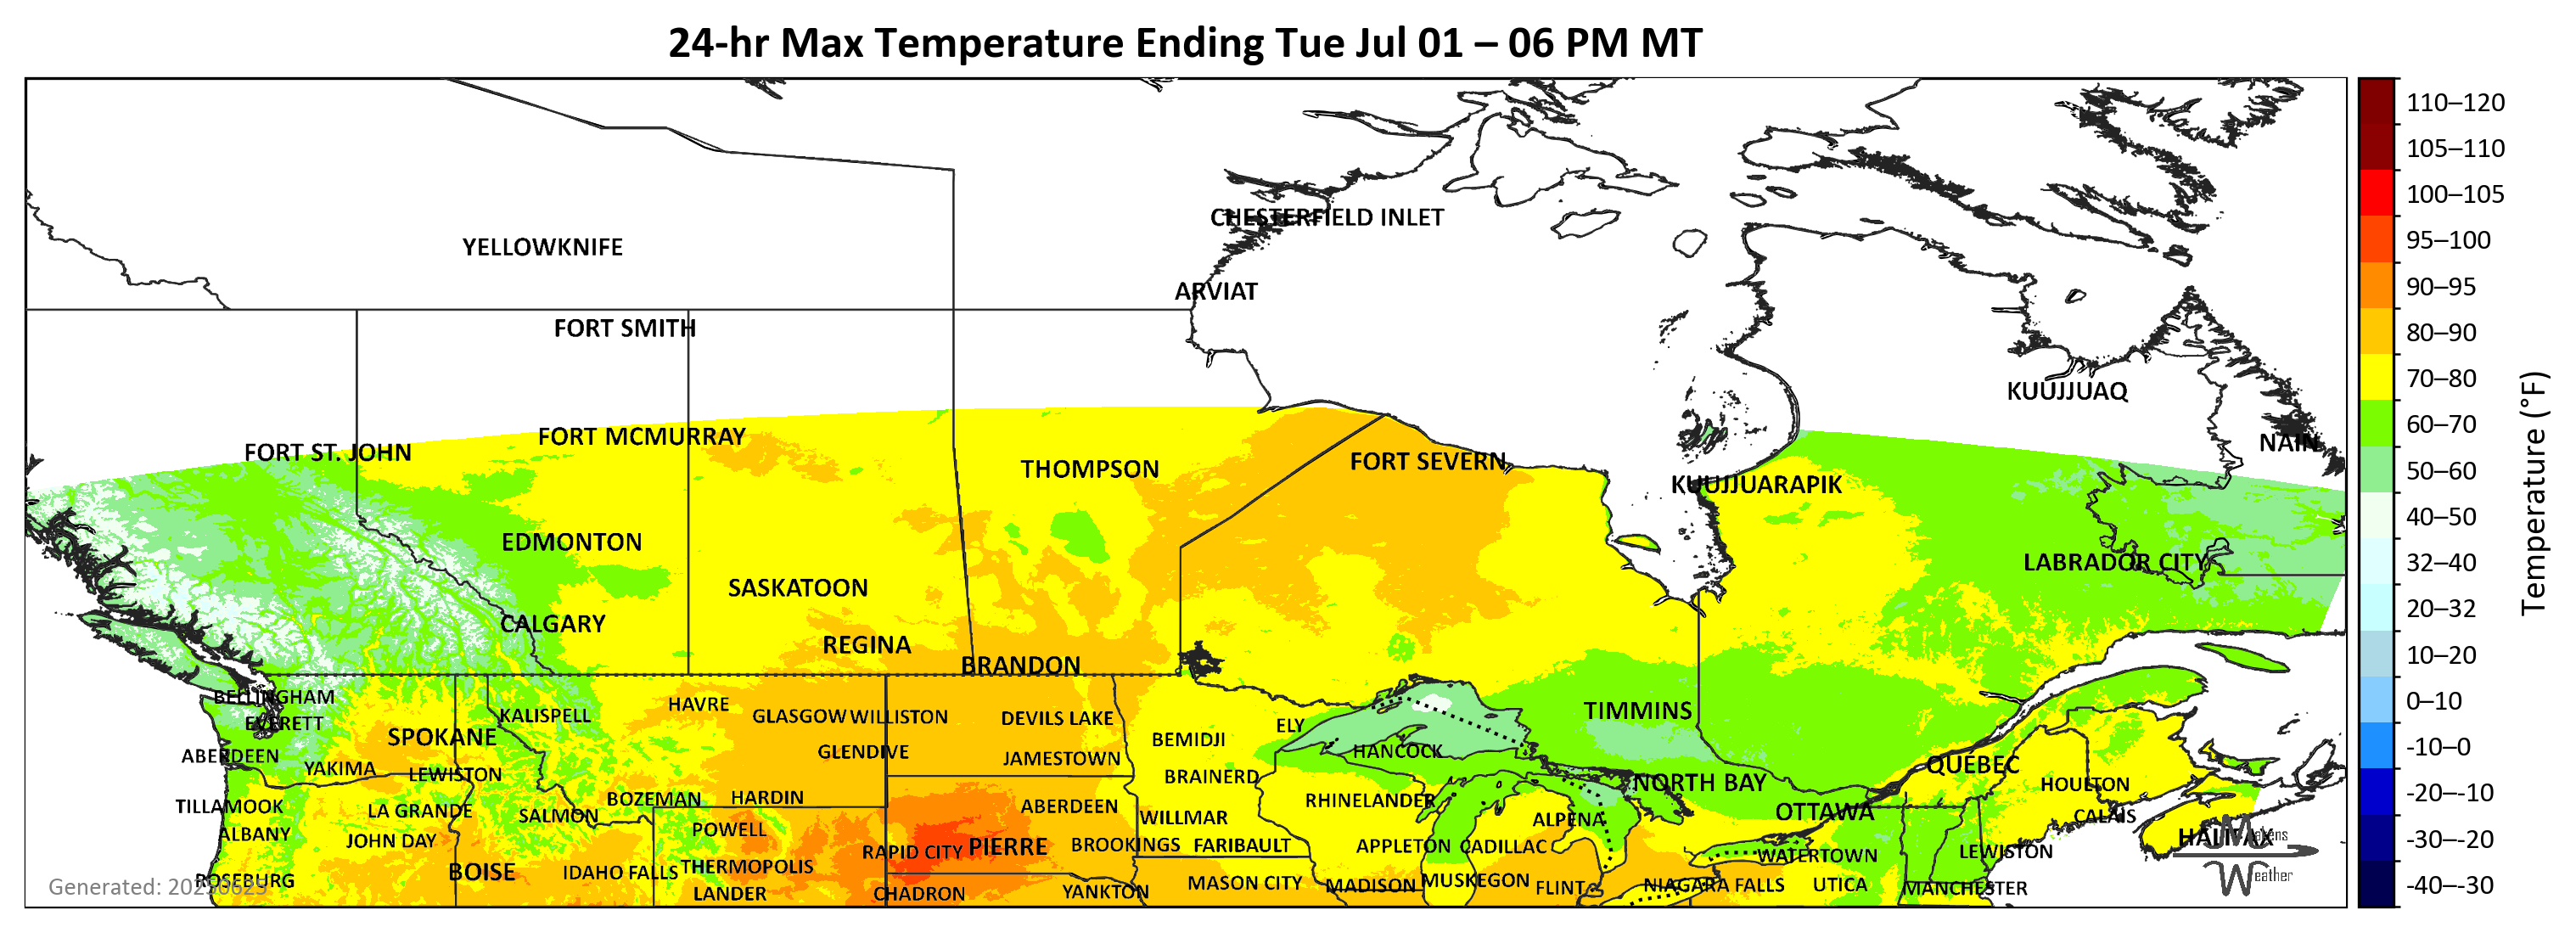 24-hr Max Temperature Ending Tue Jul 01 – 06 PM MT
CHESTERFIELD INLET
YELLOWKNIFE
ARVIAT
FORT SMITH
KUUJJUAQ
FORT MCMURRAY
NAIN
FORT ST. JOHN
FORT SEVERN
THOMPSON
KUUJJUARAPIK
EDMONTON
LABRADOR CITY
SASKATOON
CALGARY
REGINA
BRANDON
BELLINGHAM
HAVRE
KALISPELL
GLASGOW WILLISTON
DEVILS LAKE
TIMMINS
EVERETT
ELY
SPOKANE
BEMIDJI
GLENDIVE
HANCOCK
ABERDEEN
JAMESTOWN
QUÉBEC
YAKIMA
LEWISTON
BRAINERD
NORTH BAY
HOULTON
BOZEMAN
HARDIN
RHINELANDER
TILLAMOOK
LA GRANDE
ABERDEEN
SALMON
OTTAWA
CALAIS
WILLMAR
ALPENA
ALBANY
POWELL
HALIFAX
JOHN DAY
PIERRE
BROOKINGS
FARIBAULT
APPLETON
CADILLAC
RAPID CITY
WATERTOWN
LEWISTON
THERMOPOLIS
BOISE
IDAHO FALLS
ROSEBURG
MUSKEGON
MASON CITY
MADISON
FLINT
NIAGARA FALLS
UTICA
MANCHESTER
LANDER
CHADRON
YANKTON
Generated: 20250625
Makens
Weather
110–120
105–110
100–105
95–100
90–95
80–90
70–80
60–70
50–60
40–50
32–40
20–32
10–20
0–10
-10–0
-20–-10
-30–-20
-40–-30
Temperature (°F)